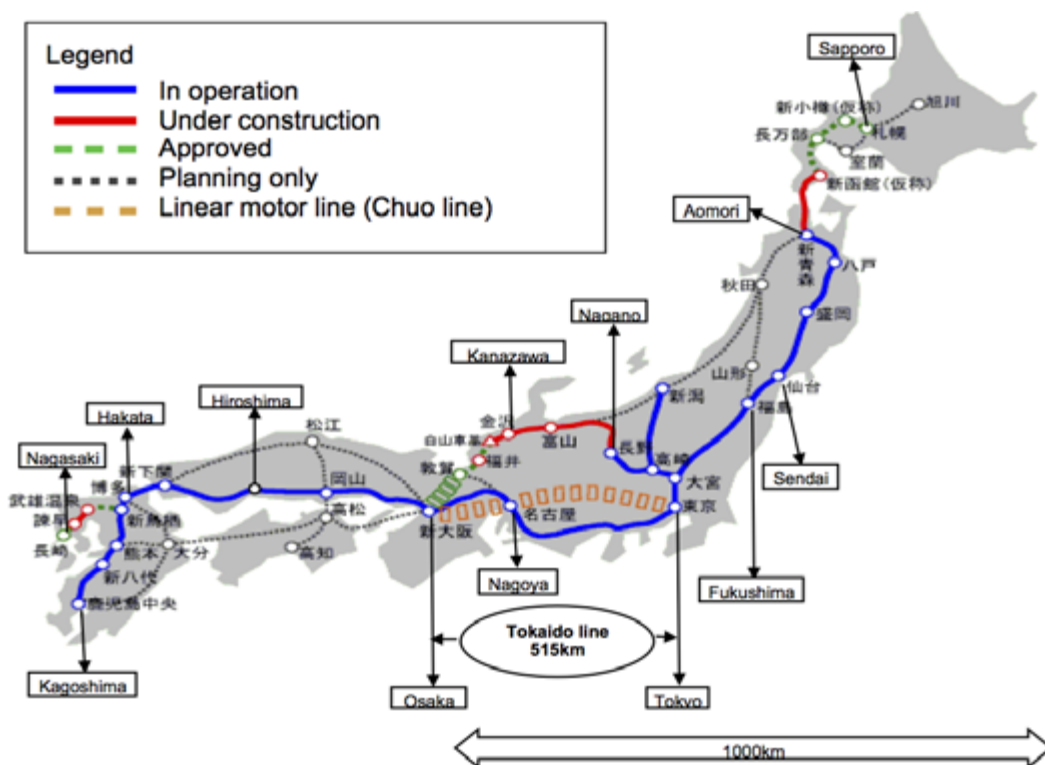 Legend
In operation
Under construction
Approved
Planning only
Linear motor line (Chuo line)
Sapporo
新小樽(仮称)
旭川
長万部
札幌
室蘭
新函館(仮称)
Aomori
新青森
八戸
秋田
盛岡
Nagano
Kanazawa
山形
仙台
新潟
福島
Hiroshima
金沢
Hakata
松江
白山車基
富山
長野
高崎
Nagasaki
新下関
敦賀
福井
大宮
Sendai
武雄温泉
博多
岡山
東京
諫早
新鳥栖
高松
新大阪
名古屋
長崎
熊本
大分
高知
新八代
Nagoya
Fukushima
鹿児島中央
Tokaido line
515km
Kagoshima
Osaka
Tokyo
1000km